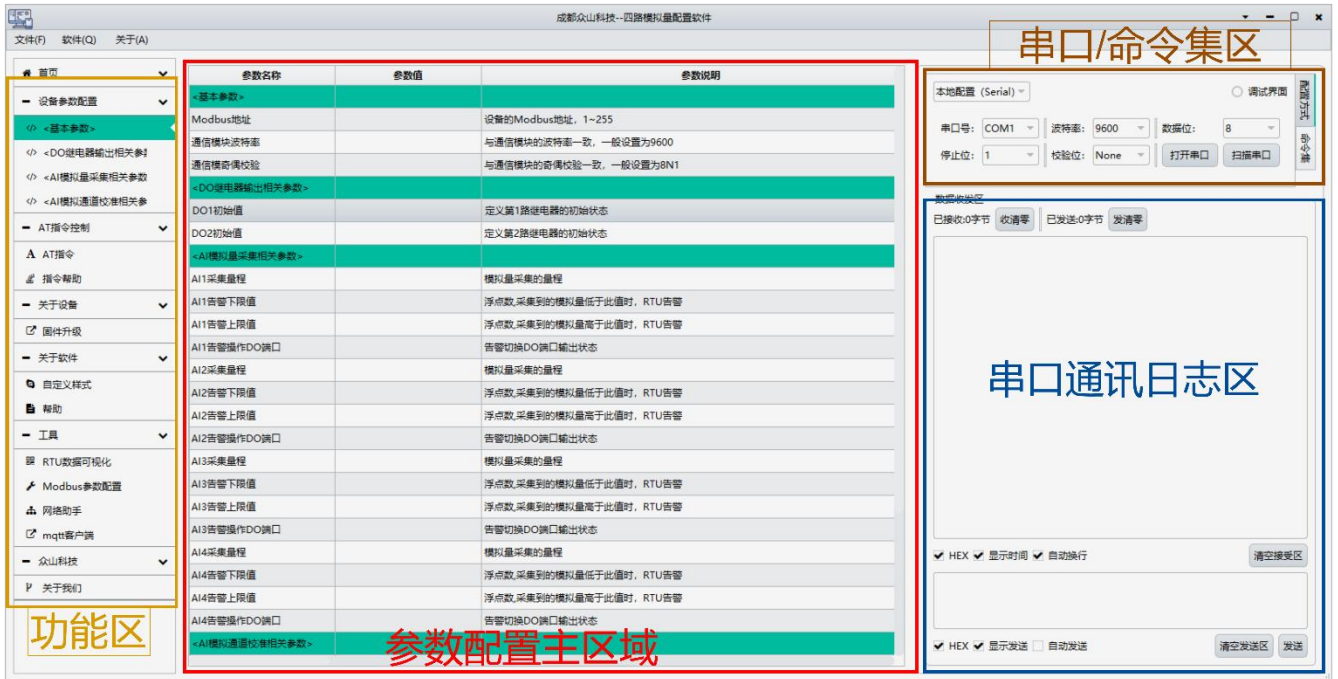 成都众山科技--四路模拟量配置软件
文件(F) 软件(Q) 关于(A)
首页
设备参数配置
<基本参数>
<DO继电器输出相关参数
<AI模拟量采集相关参数
<AI模拟通道校准相关参
AT指令控制
A AT指令
指令帮助
关于设备
固件升级
关于软件
自定义样式
帮助
工具
RTU数据可视化
Modbus参数配置
网络助手
mqtt客户端
众山科技
关于我们
功能区
参数名称 参数值 参数说明
<基本参数>
Modbus地址 设备的Modbus地址，1~255
通信模块波特率 与通信模块的波特率一致，一般设置为9600
通信模奇偶校验 与通信模块的奇偶校验一致，一般设置为8N1
<DO继电器输出相关参数>
DO1初始值 定义第1路继电器的初始状态
DO2初始值 定义第2路继电器的初始状态
<AI模拟量采集相关参数>
AI1采集量程 模拟量采集的量程
AI1告警下限值 浮点数,采集到的模拟量低于此值时，RTU告警
AI1告警上限值 浮点数,采集到的模拟量高于此值时，RTU告警
AI1告警操作DO端口 告警切换DO端口输出状态
AI2采集量程 模拟量采集的量程
AI2告警下限值 浮点数,采集到的模拟量低于此值时，RTU告警
AI2告警上限值 浮点数,采集到的模拟量高于此值时，RTU告警
AI2告警操作DO端口 告警切换DO端口输出状态
AI3采集量程 模拟量采集的量程
AI3告警下限值 浮点数,采集到的模拟量低于此值时，RTU告警
AI3告警上限值 浮点数,采集到的模拟量高于此值时，RTU告警
AI3告警操作DO端口 告警切换DO端口输出状态
AI4采集量程 模拟量采集的量程
AI4告警下限值 浮点数,采集到的模拟量低于此值时，RTU告警
AI4告警上限值 浮点数,采集到的模拟量高于此值时，RTU告警
AI4告警操作DO端口 告警切换DO端口输出状态
<AI模拟通道校准相关参数>
参数配置主区域
串口/命令集区
本地配置 (Serial) 调试界面
串口号: COM1 波特率: 9600 数据位: 8
停止位: 1 校验位: None 打开串口 扫描串口
配置方式
命令集
数据收发区
已接收:0字节 收清零 已发送:0字节 发清零
串口通讯日志区
HEX 显示时间 自动换行 清空接受区
HEX 显示发送 自动发送 清空发送区 发送